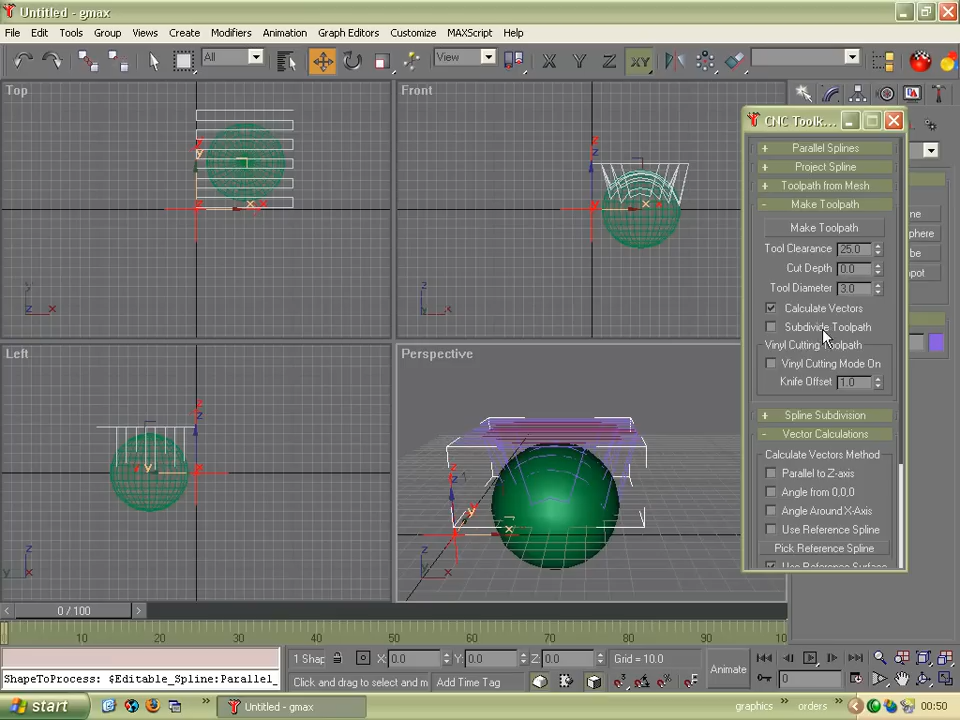 Untitled - gmax
File Edit Tools Group Views Create Modifiers Animation Graph Editors Customize MAXScript Help
All View X Y Z XY
Top
Front
Left
Perspective
CNC Toolk...
+ Parallel Splines
+ Project Spline
+ Toolpath from Mesh
- Make Toolpath
Make Toolpath
Tool Clearance 25.0
Cut Depth 0.0
Tool Diameter 3.0
Calculate Vectors
Subdivide Toolpath
Vinyl Cutting Toolpath
Vinyl Cutting Mode On
Knife Offset 1.0
+ Spline Subdivision
- Vector Calculations
Calculate Vectors Method
Parallel to Z-axis
Angle from 0,0,0
Angle Around X-Axis
Use Reference Spline
Pick Reference Spline
Use Reference Surface
0 / 100
10 20 30 40 50 60 70 80 90
1 Shap X: 0.0 Y: 0.0 Z: 0.0 Grid = 10.0
Animate
0
ShapeToProcess: $Editable_Spline:Parallel_
Click and drag to select and m Add Time Tag
start
Untitled - gmax
graphics
orders
00:50